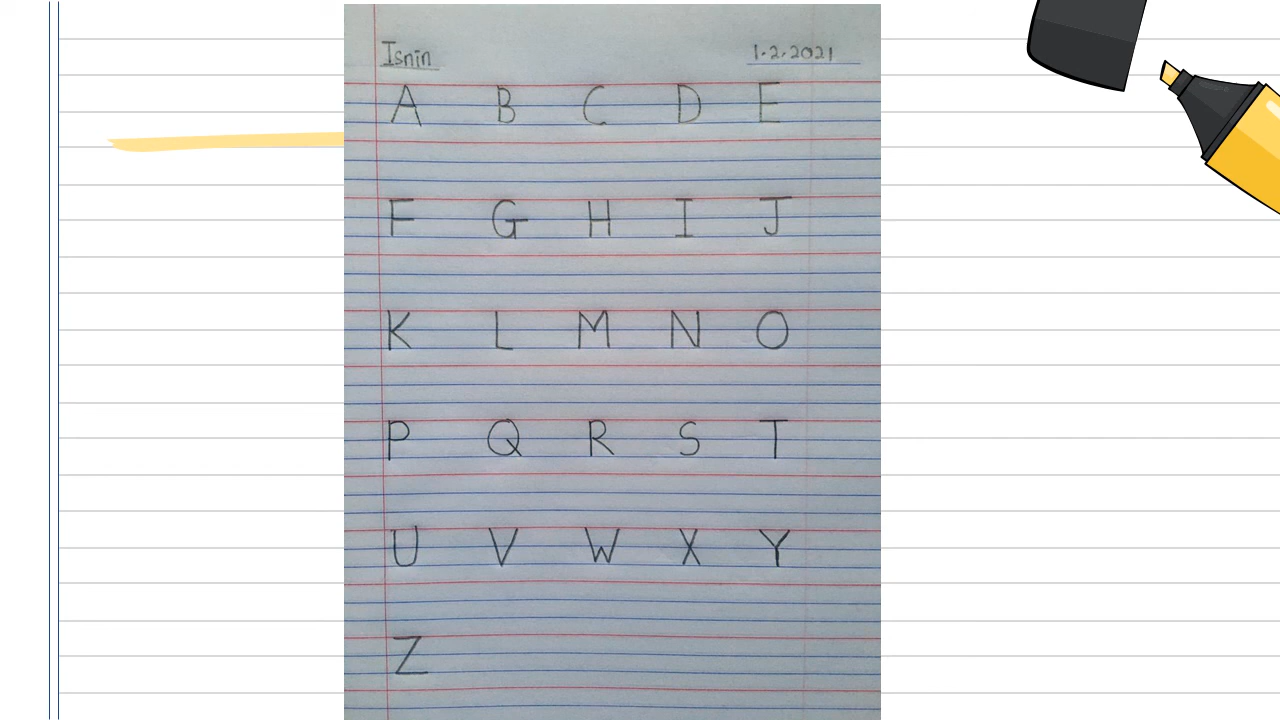 Isnin 1.2.2021
A B C D E
F G H I J
K L M N O
P Q R S T
U V W X Y
Z